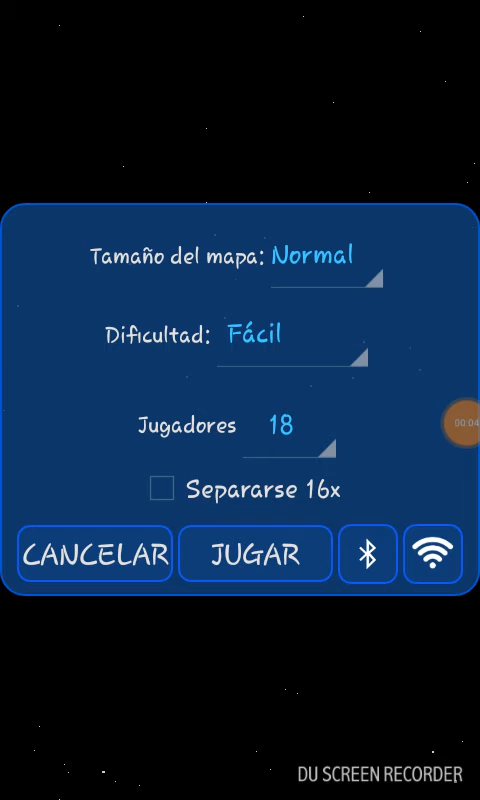 Tamaño del mapa: Normal
Dificultad: Fácil
Jugadores 18
00:04
Separarse 16x
CANCELAR JUGAR
DU SCREEN RECORDER